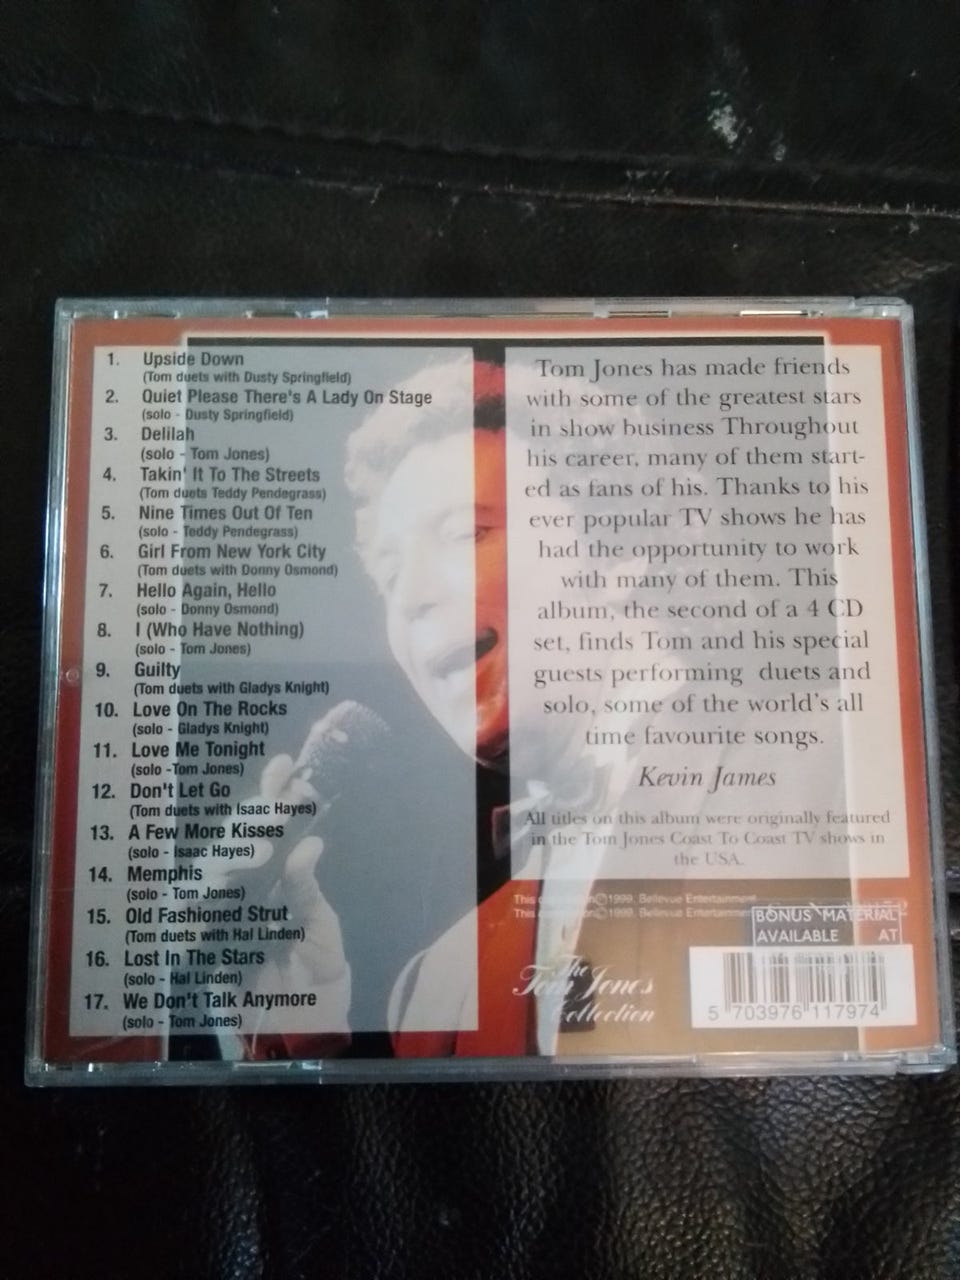 1. Upside Down
(Tom duets with Dusty Springfield)
2. Quiet Please There's A Lady On Stage
(solo - Dusty Springfield)
3. Delilah
(solo - Tom Jones)
4. Takin' It To The Streets
(Tom duets Teddy Pendegrass)
5. Nine Times Out Of Ten
(solo - Teddy Pendegrass)
6. Girl From New York City
(Tom duets with Donny Osmond)
7. Hello Again, Hello
(solo - Donny Osmond)
8. I (Who Have Nothing)
(solo - Tom Jones)
9. Guilty
(Tom duets with Gladys Knight)
10. Love On The Rocks
(solo - Gladys Knight)
11. Love Me Tonight
(solo -Tom Jones)
12. Don't Let Go
(Tom duets with Isaac Hayes)
13. A Few More Kisses
(solo - Isaac Hayes)
14. Memphis
(solo - Tom Jones)
15. Old Fashioned Strut
(Tom duets with Hal Linden)
16. Lost In The Stars
(solo - Hal Linden)
17. We Don't Talk Anymore
(solo - Tom Jones)
Tom Jones has made friends
with some of the greatest stars
in show business Throughout
his career, many of them start-
ed as fans of his. Thanks to his
ever popular TV shows he has
had the opportunity to work
with many of them. This
album, the second of a 4 CD
set, finds Tom and his special
guests performing duets and
solo, some of the world's all
time favourite songs.
Kevin James
All titles on this album were originally featured
in the Tom Jones Coast To Coast TV shows in
the USA.
This ©1999. Bellevue Entertainment
This ©1999. Bellevue Entertainment
BONUS MATERIAL
AVAILABLE AT
The
Tom Jones
Collection
5 703976 117974